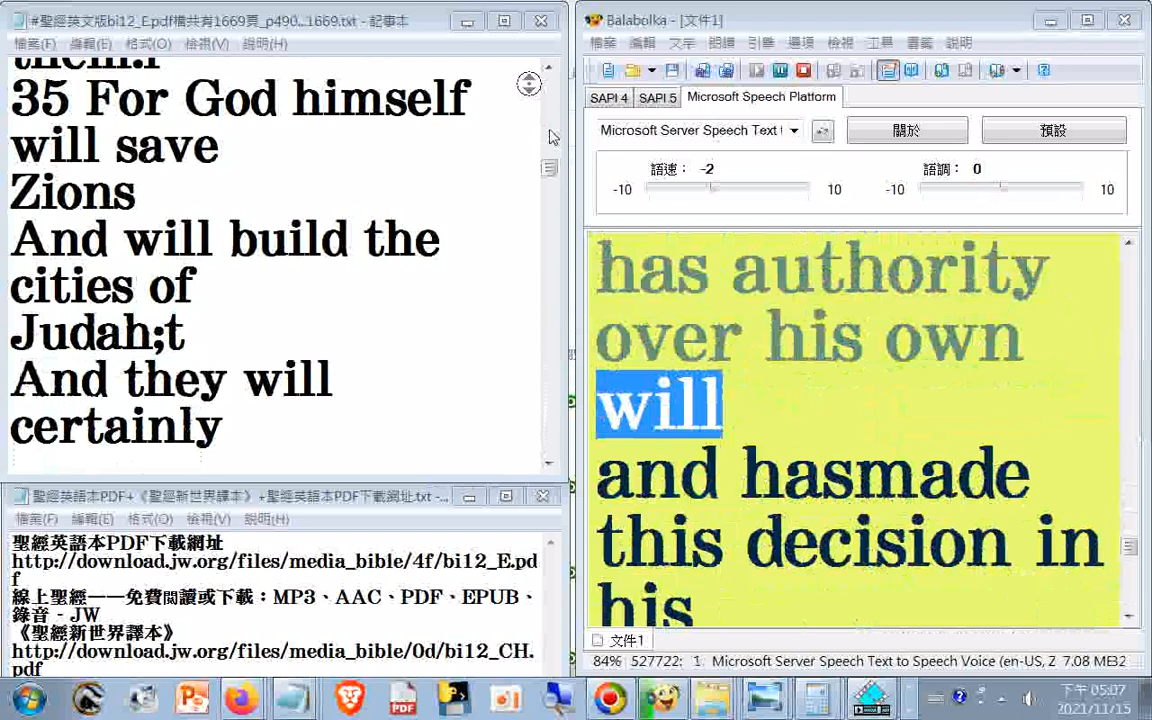 #聖經英文版bi12_E.pdf檔共有1669頁_p490...1669.txt - 記事本
檔案(F) 編輯(E) 格式(O) 檢視(V) 說明(H)
them.r
35 For God himself
will save
Zions
And will build the
cities of
Judah;t
And they will
certainly
聖經英語本PDF+《聖經新世界譯本》+聖經英語本PDF下載網址.txt - ...
檔案(F) 編輯(E) 格式(O) 檢視(V) 說明(H)
聖經英語本PDF下載網址
http://download.jw.org/files/media_bible/4f/bi12_E.pd
f
線上聖經——免費閱讀或下載：MP3、AAC、PDF、EPUB、
錄音 - JW
《聖經新世界譯本》
http://download.jw.org/files/media_bible/0d/bi12_CH.
pdf
Balabolka - [文件1]
檔案 編輯 文字 朗讀 引擎 選項 檢視 工具 書籤 說明
SAPI 4 SAPI 5 Microsoft Speech Platform
Microsoft Server Speech Text 關於 預設
語速： -2 語調： 0
-10 10 -10 10
has authority
over his own
will
and hasmade
this decision in
his
文件1
84% 527722: 1 Microsoft Server Speech Text to Speech Voice (en-US, Z 7.08 MB
下午 05:07
2021/11/15